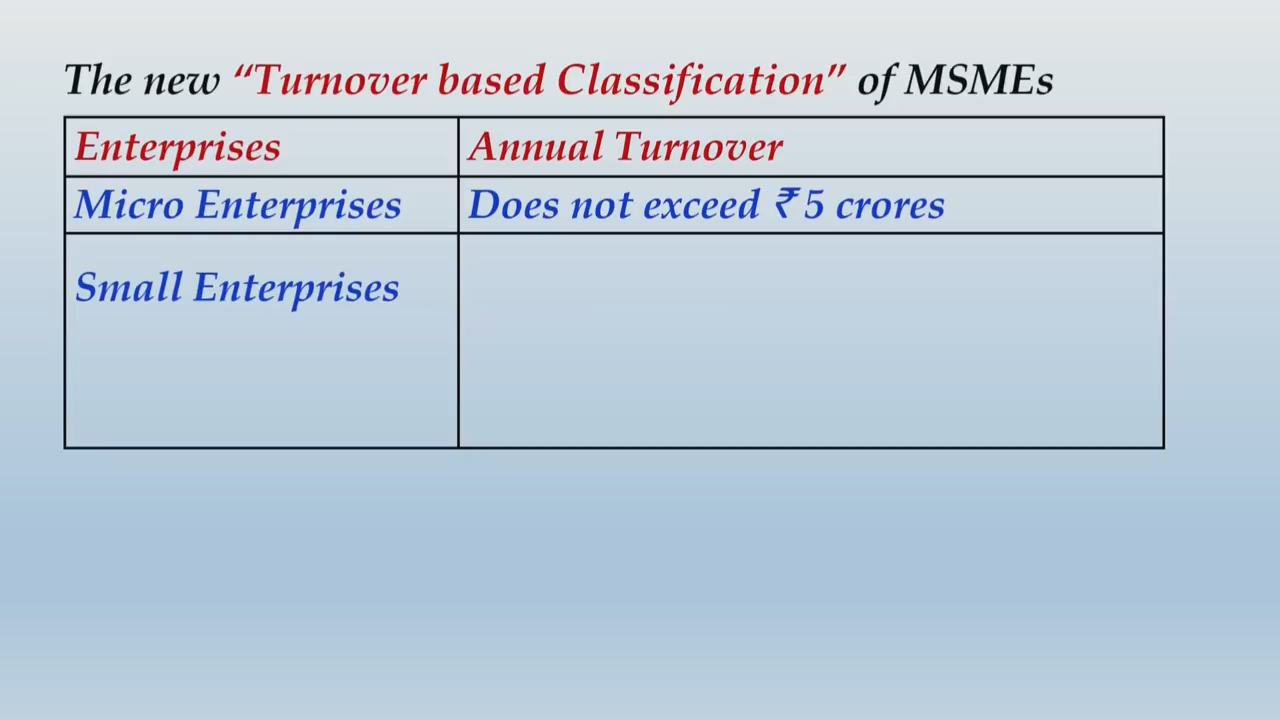 The new “Turnover based Classification” of MSMEs
Enterprises Annual Turnover
Micro Enterprises Does not exceed ₹ 5 crores
Small Enterprises